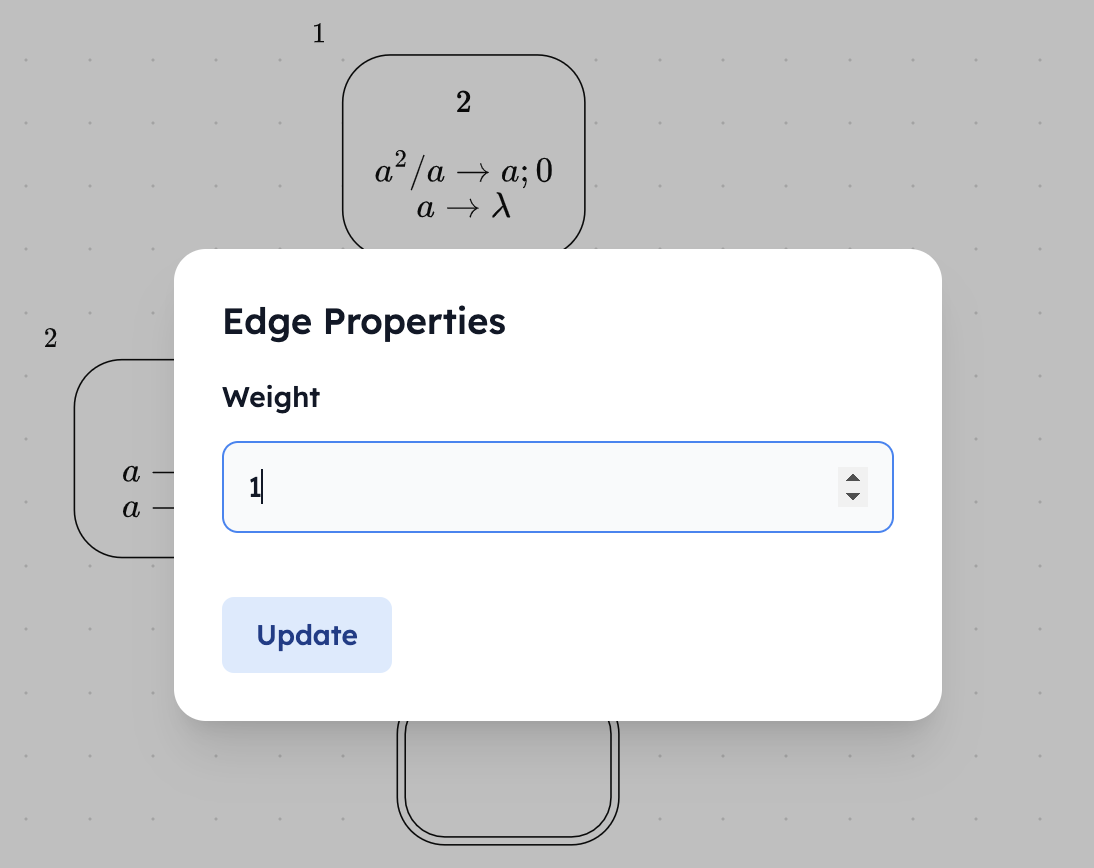 1
2
a²/a → a; 0
a → λ
2
a —
a —
Edge Properties
Weight
1
Update